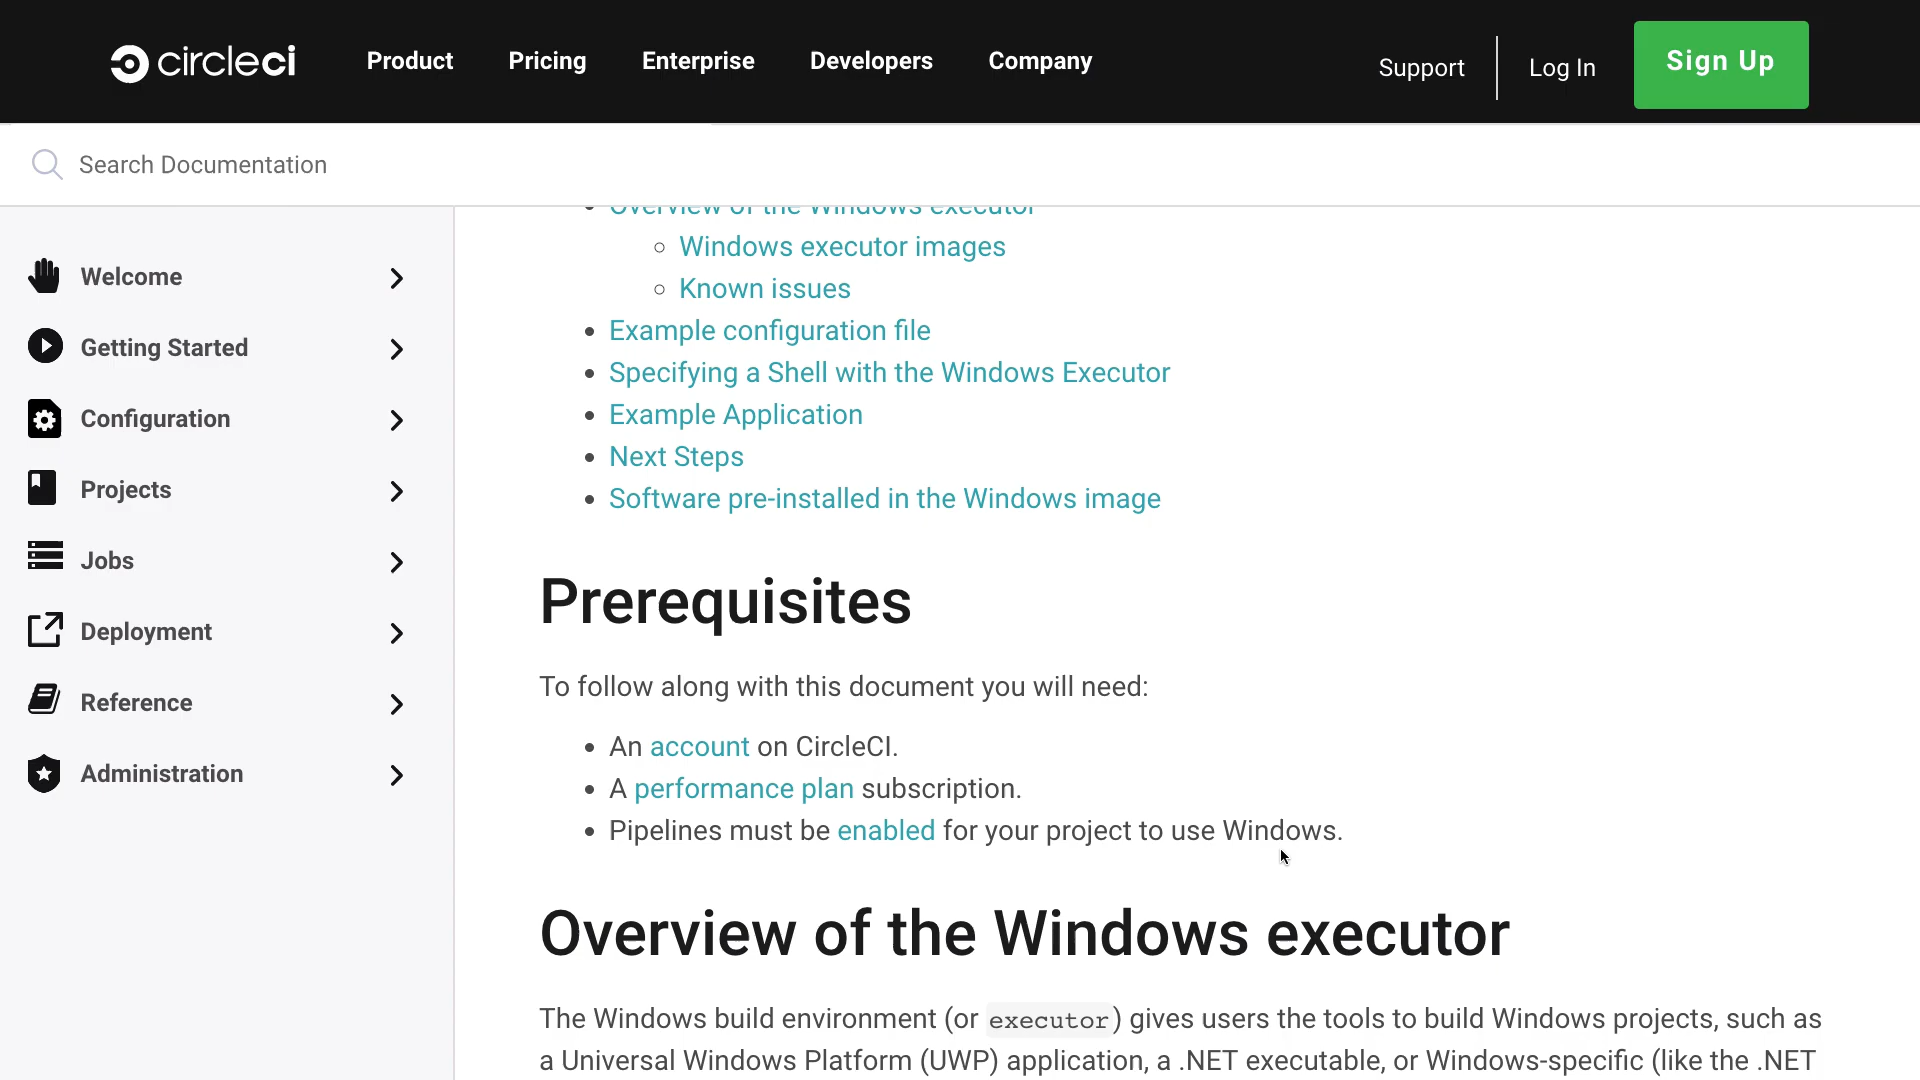 circleci Product Pricing Enterprise Developers Company Support Log In Sign Up
Search Documentation
Welcome
Getting Started
Configuration
Projects
Jobs
Deployment
Reference
Administration
Overview of the Windows executor
Windows executor images
Known issues
Example configuration file
Specifying a Shell with the Windows Executor
Example Application
Next Steps
Software pre-installed in the Windows image
Prerequisites
To follow along with this document you will need:
An account on CircleCI.
A performance plan subscription.
Pipelines must be enabled for your project to use Windows.
Overview of the Windows executor
The Windows build environment (or executor) gives users the tools to build Windows projects, such as
a Universal Windows Platform (UWP) application, a .NET executable, or Windows-specific (like the .NET